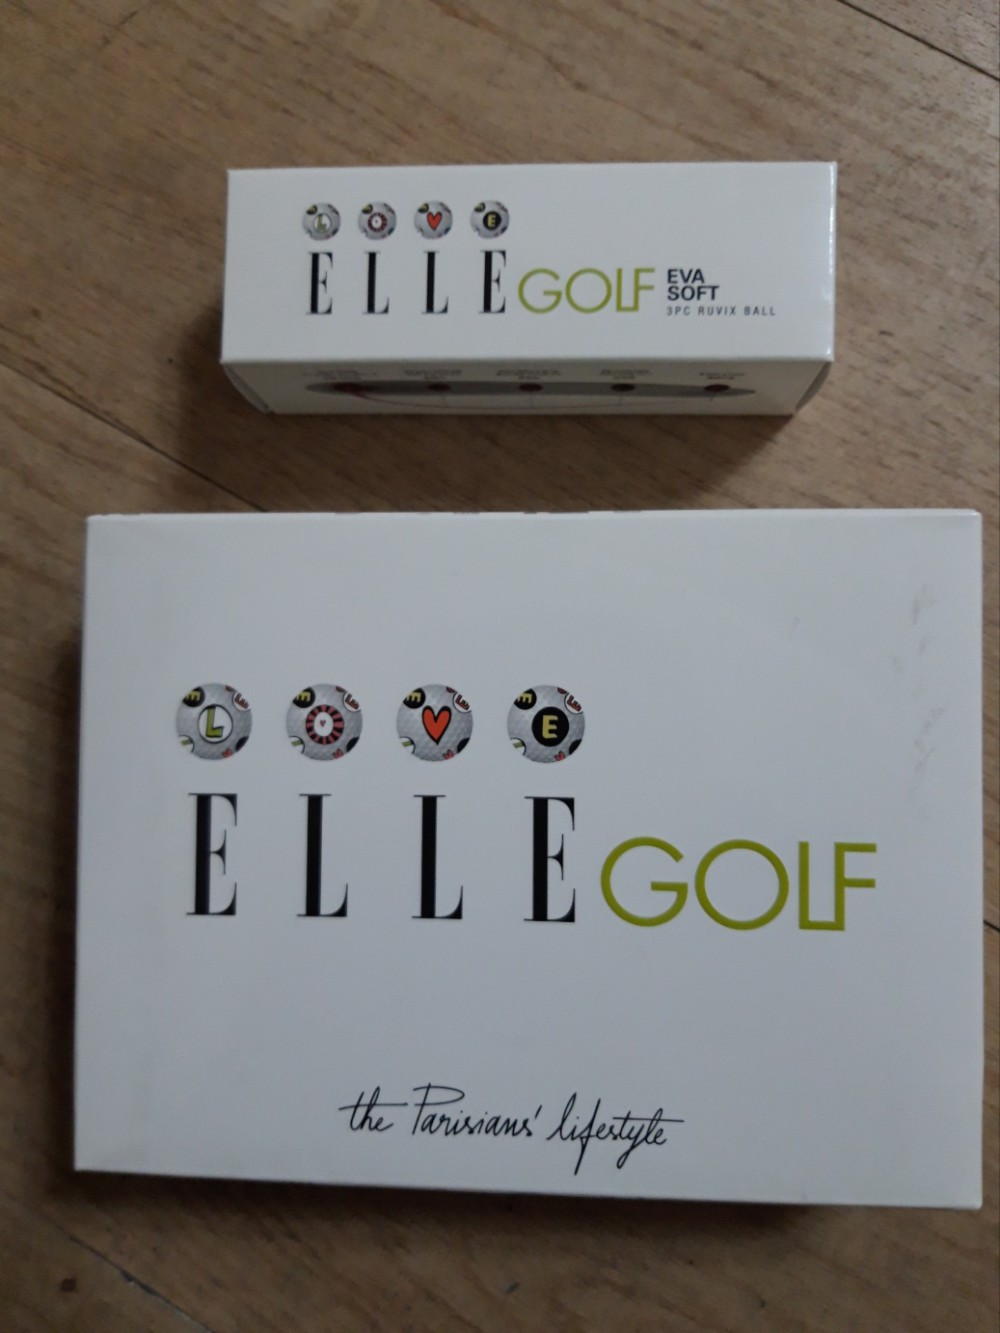 L O ♥ E
ELLE GOLF EVA
SOFT
3PC RUVIX BALL
L O ♥ E
ELLE GOLF
the Parisians' lifestyle